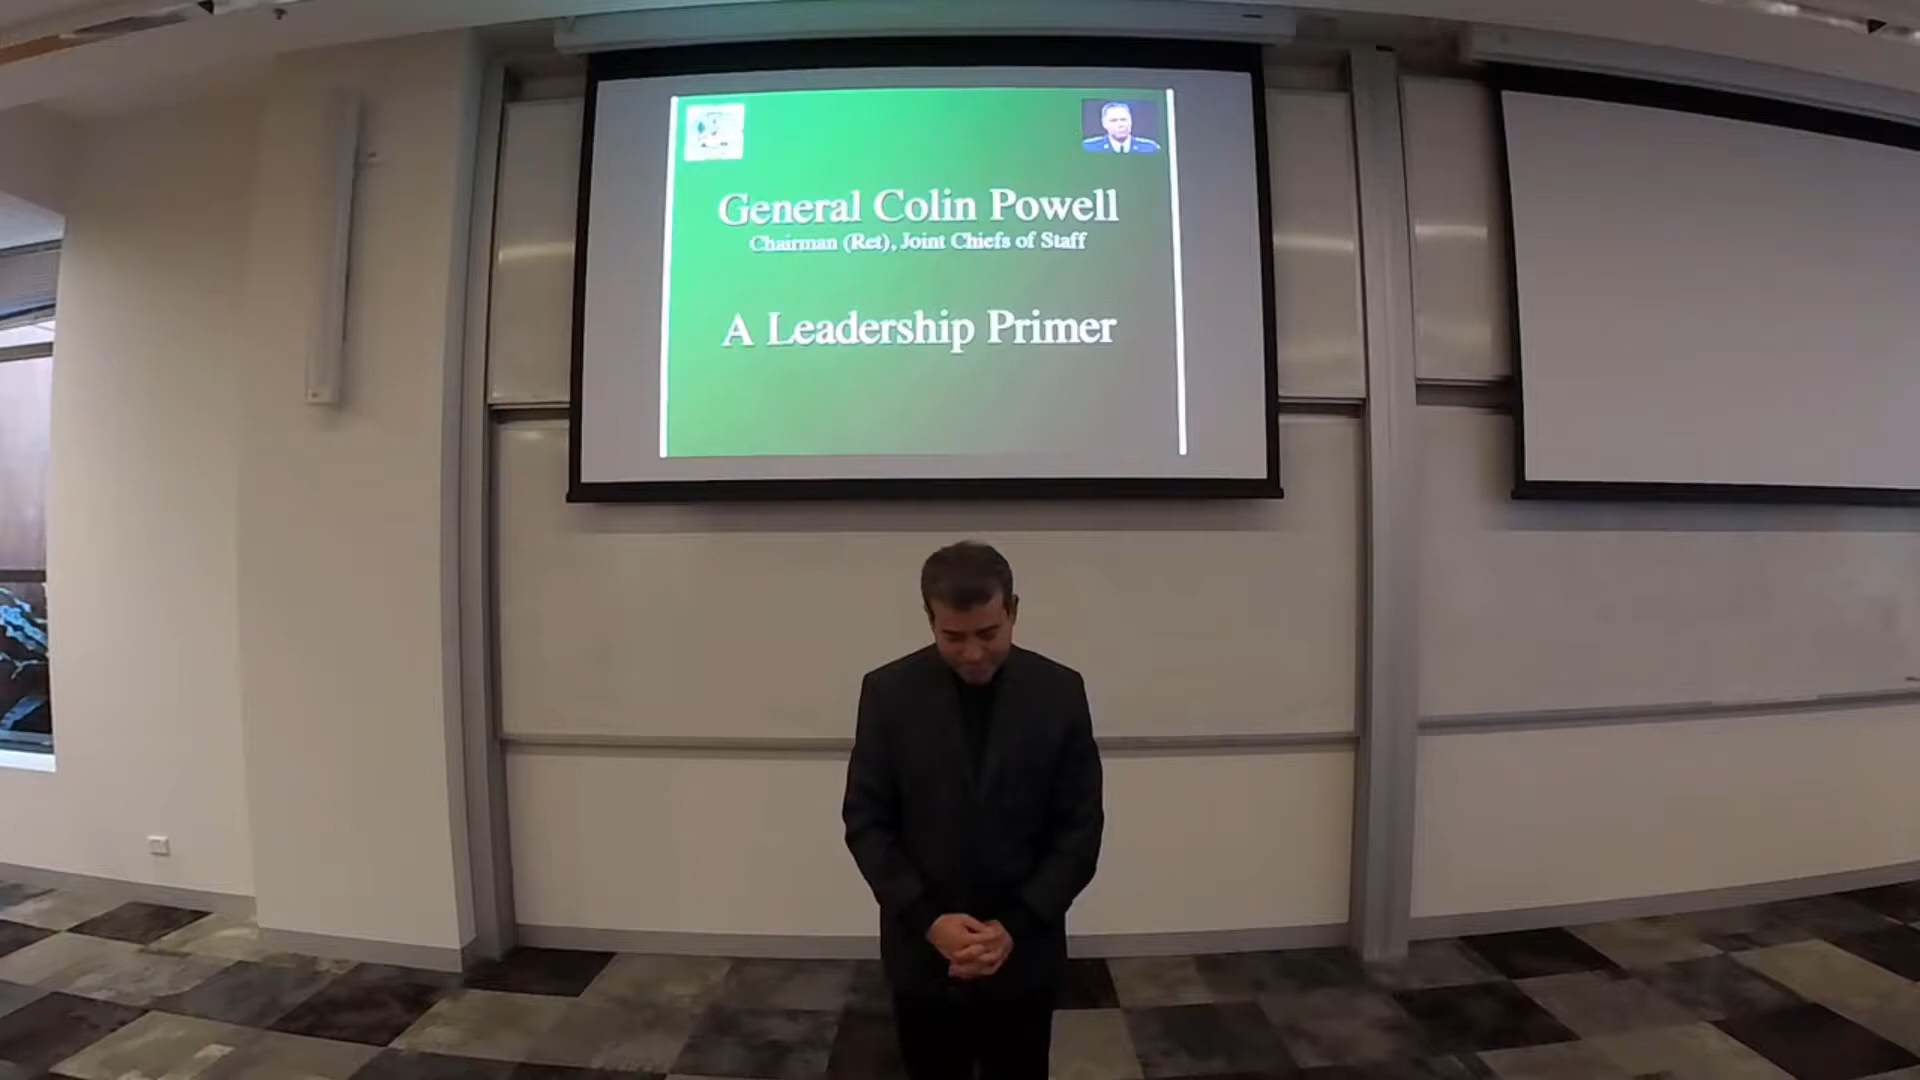 General Colin Powell
Chairman (Ret), Joint Chiefs of Staff
A Leadership Primer